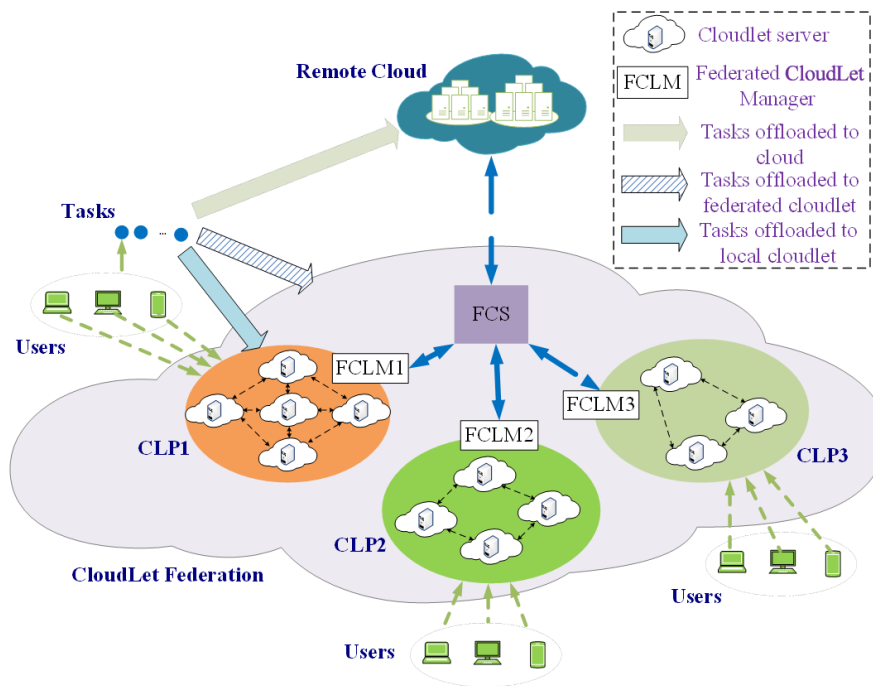 Remote Cloud
Cloudlet server
FCLM
Federated CloudLet
Manager
Tasks offloaded to
cloud
Tasks offloaded to
federated cloudlet
Tasks offloaded to
local cloudlet
Tasks
...
Users
FCS
FCLM1
FCLM2
FCLM3
CLP1
CLP2
CLP3
CloudLet Federation
Users
Users